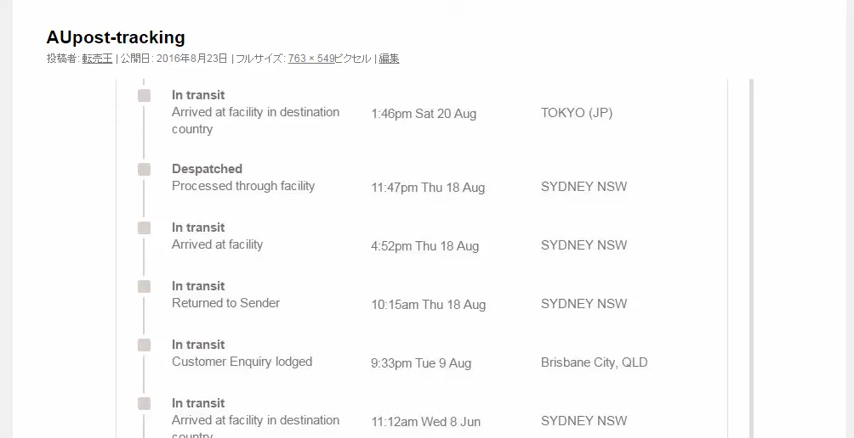 AUpost-tracking
投稿者: 転売王 | 公開日: 2016年8月23日 | フルサイズ: 763 × 549ピクセル | 編集
In transit
Arrived at facility in destination country 1:46pm Sat 20 Aug TOKYO (JP)
Despatched
Processed through facility 11:47pm Thu 18 Aug SYDNEY NSW
In transit
Arrived at facility 4:52pm Thu 18 Aug SYDNEY NSW
In transit
Returned to Sender 10:15am Thu 18 Aug SYDNEY NSW
In transit
Customer Enquiry lodged 9:33pm Tue 9 Aug Brisbane City, QLD
In transit
Arrived at facility in destination country 11:12am Wed 8 Jun SYDNEY NSW